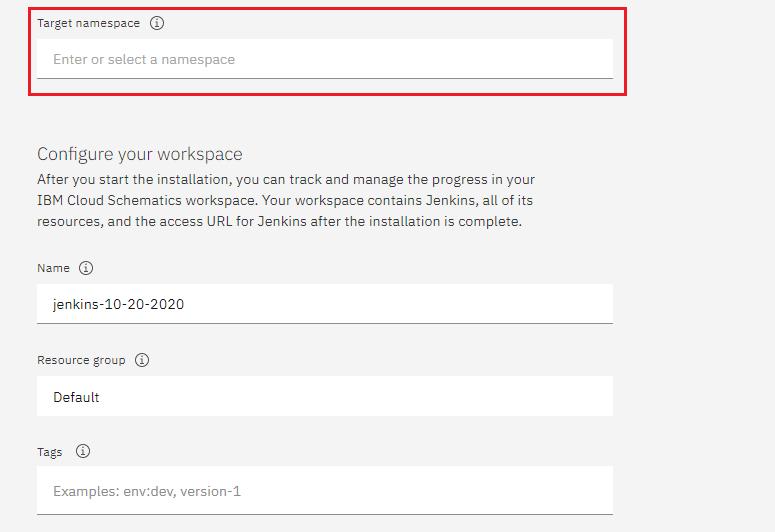 Target namespace
Enter or select a namespace
Configure your workspace
After you start the installation, you can track and manage the progress in your
IBM Cloud Schematics workspace. Your workspace contains Jenkins, all of its
resources, and the access URL for Jenkins after the installation is complete.
Name
jenkins-10-20-2020
Resource group
Default
Tags
Examples: env:dev, version-1